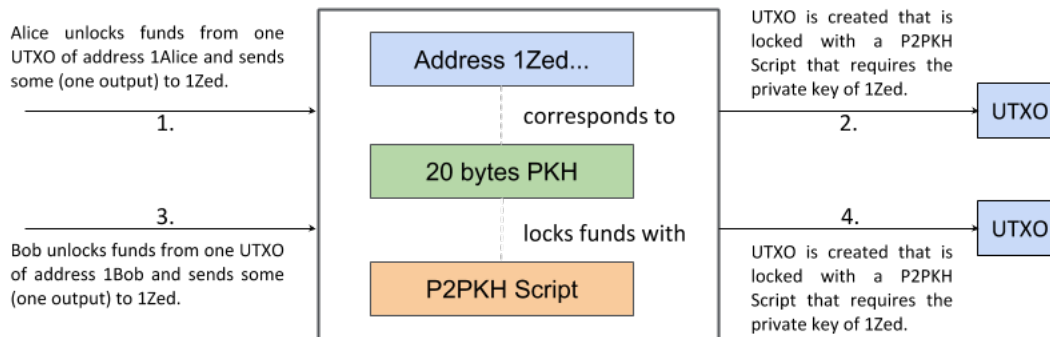 Alice unlocks funds from one
UTXO of address 1Alice and sends
some (one output) to 1Zed.
1.
3.
Bob unlocks funds from one UTXO
of address 1Bob and sends some
(one output) to 1Zed.
Address 1Zed...
corresponds to
20 bytes PKH
locks funds with
P2PKH Script
UTXO is created that is
locked with a P2PKH
Script that requires the
private key of 1Zed.
2.
UTXO
4.
UTXO
UTXO is created that is
locked with a P2PKH
Script that requires the
private key of 1Zed.